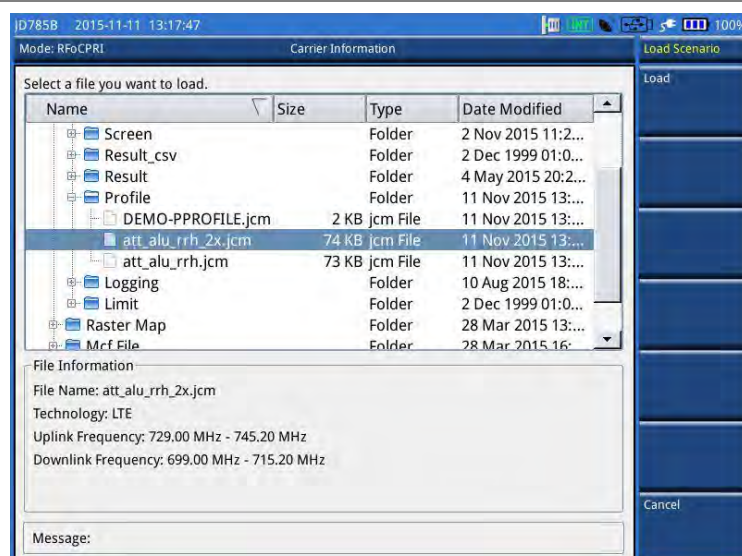 JD785B 2015-11-11 13:17:47 INT 100%
Mode: RFoCPRI Carrier Information Load Scenario
Select a file you want to load. Load
Name Size Type Date Modified
Screen Folder 2 Nov 2015 11:2...
Result_csv Folder 2 Dec 1999 01:0...
Result Folder 4 May 2015 20:2...
Profile Folder 11 Nov 2015 13:...
DEMO-PPROFILE.jcm 2 KB jcm File 11 Nov 2015 13:...
att_alu_rrh_2x.jcm 74 KB jcm File 11 Nov 2015 13:...
att_alu_rrh.jcm 73 KB jcm File 11 Nov 2015 13:...
Logging Folder 10 Aug 2015 18:...
Limit Folder 2 Dec 1999 01:0...
Raster Map Folder 28 Mar 2015 13:...
Mcf File Folder 28 Mar 2015 16:
File Information
File Name: att_alu_rrh_2x.jcm
Technology: LTE
Uplink Frequency: 729.00 MHz - 745.20 MHz
Downlink Frequency: 699.00 MHz - 715.20 MHz
Cancel
Message: